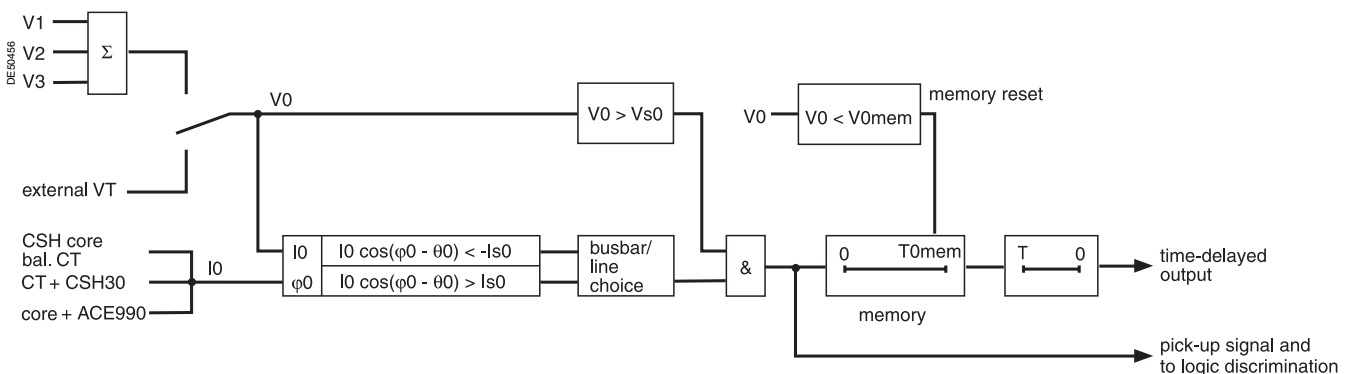 V1
V2
V3
DE50456
Σ
V0
V0 > Vs0
V0
V0 < V0mem
memory reset
external VT
CSH core
bal. CT
CT + CSH30
core + ACE990
I0
I0
φ0
I0 cos(φ0 - θ0) < -Is0
I0 cos(φ0 - θ0) > Is0
busbar/
line
choice
&
0 T0mem
memory
T 0
time-delayed
output
pick-up signal and
to logic discrimination